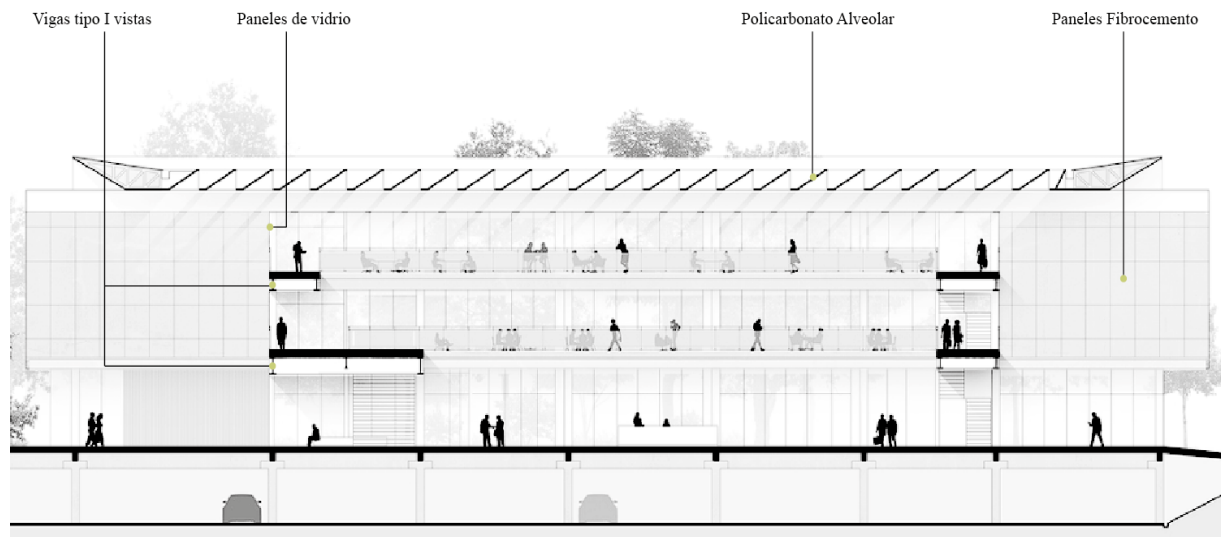 Vigas tipo I vistas
Paneles de vidrio
Policarbonato Alveolar
Paneles Fibrocemento